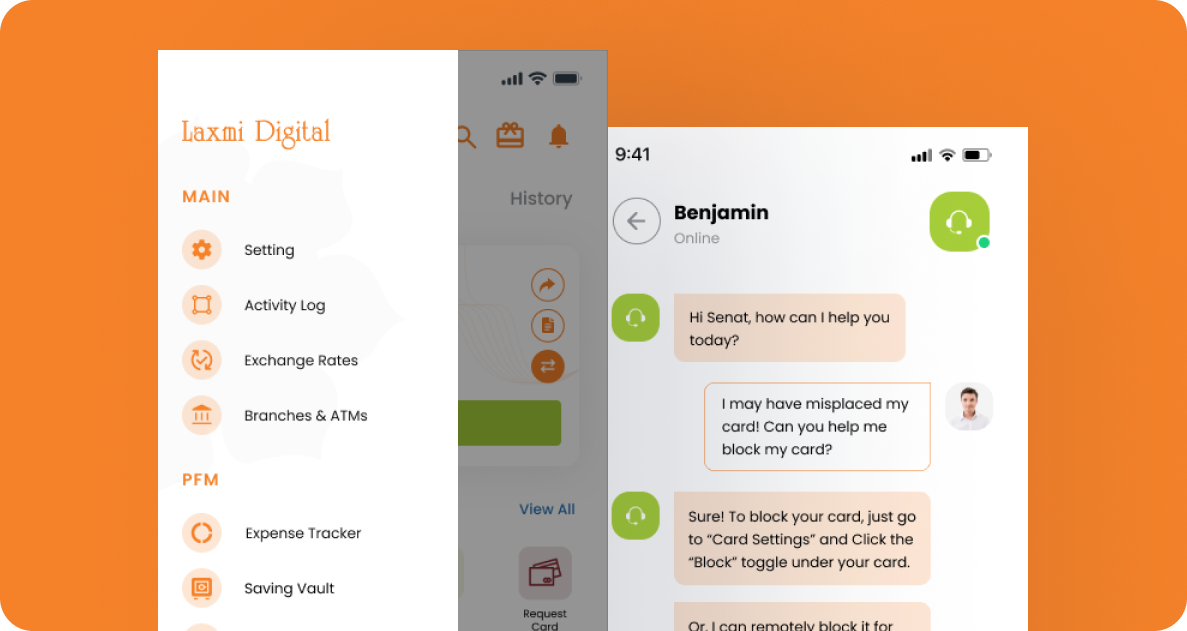 Laxmi Digital
MAIN
Setting
Activity Log
Exchange Rates
Branches & ATMs
PFM
Expense Tracker
Saving Vault
History
View All
Request
Card
9:41
Benjamin
Online
Hi Senat, how can I help you
today?
I may have misplaced my
card! Can you help me
block my card?
Sure! To block your card, just go
to “Card Settings” and Click the
“Block” toggle under your card.
Or, I can remotely block it for